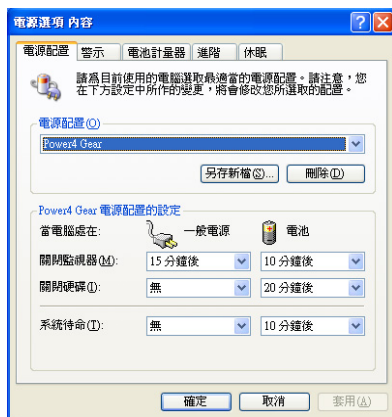 電源選項 內容
電源配置 警示 電池計量器 進階 休眠
請為目前使用的電腦選取最適當的電源配置。請注意，您
在下方設定中所作的變更，將會修改您所選取的配置。
電源配置(O)
Power4 Gear
另存新檔(S)... 刪除(D)
Power4 Gear 電源配置的設定
當電腦處在: 一般電源 電池
關閉監視器(M): 15 分鐘後 10 分鐘後
關閉硬碟(I): 無 20 分鐘後
系統待命(T): 無 10 分鐘後
確定 取消 套用(A)